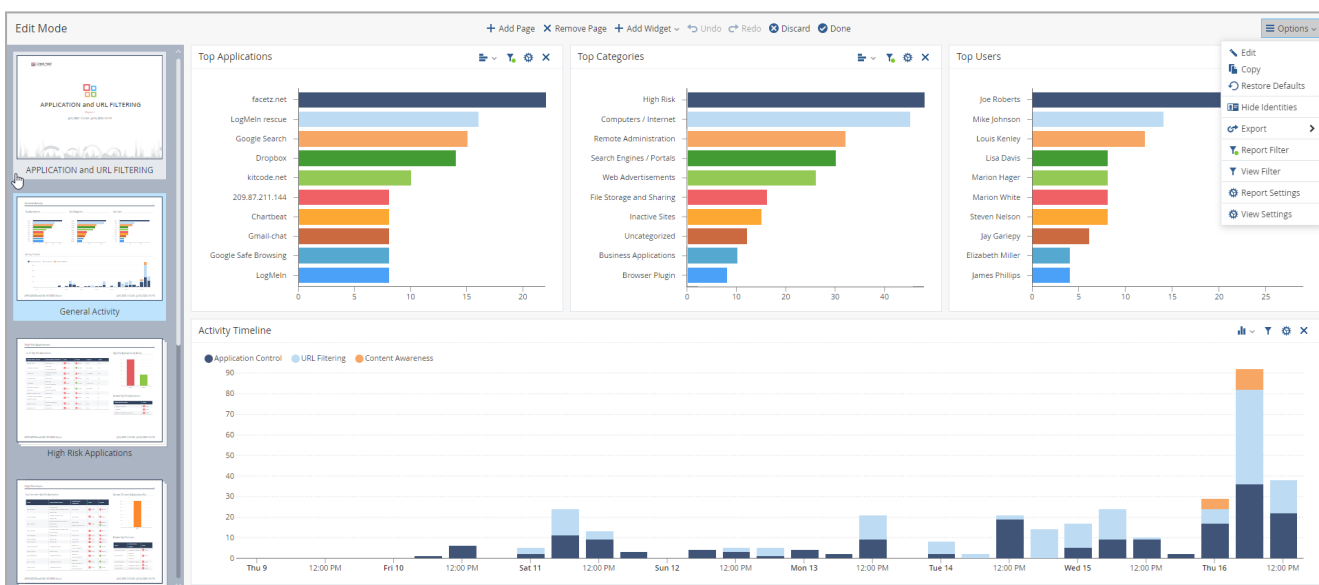 Edit Mode
Add Page Remove Page Add Widget Undo Redo Discard Done
Options
Edit
Copy
Restore Defaults
Hide Identities
Export
Report Filter
View Filter
Report Settings
View Settings
APPLICATION and URL FILTERING
APPLICATION and URL FILTERING
General Activity
High Risk Applications
Top Applications
facetz.net
LogMeIn rescue
Google Search
Dropbox
kitcode.net
209.87.211.144
Chartbeat
Gmail-chat
Google Safe Browsing
LogMeIn
0 5 10 15 20
Top Categories
High Risk
Computers / Internet
Remote Administration
Search Engines / Portals
Web Advertisements
File Storage and Sharing
Inactive Sites
Uncategorized
Business Applications
Browser Plugin
0 10 20 30 40
Top Users
Joe Roberts
Mike Johnson
Louis Kenley
Lisa Davis
Marion Hager
Marion White
Steven Nelson
Jay Gariepy
Elizabeth Miller
James Phillips
0 5 10 15 20 25
Activity Timeline
Application Control URL Filtering Content Awareness
90
80
70
60
50
40
30
20
10
0
Thu 9 12:00 PM Fri 10 12:00 PM Sat 11 12:00 PM Sun 12 12:00 PM Mon 13 12:00 PM Tue 14 12:00 PM Wed 15 12:00 PM Thu 16 12:00 PM